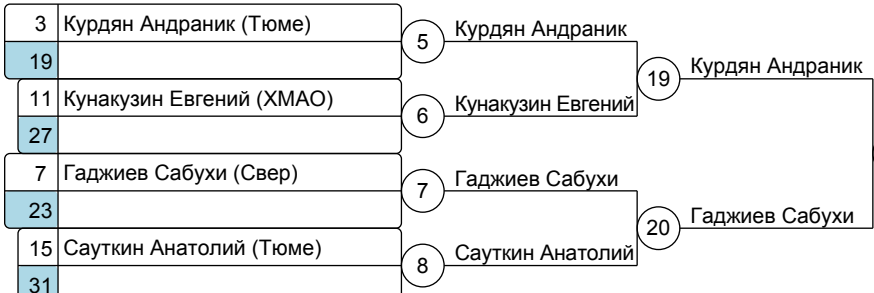 3 Курдян Андраник (Тюме)
19
5 Курдян Андраник
11 Кунакузин Евгений (ХМАО)
27
6 Кунакузин Евгений
19 Курдян Андраник
7 Гаджиев Сабухи (Свер)
23
7 Гаджиев Сабухи
15 Сауткин Анатолий (Тюме)
31
8 Сауткин Анатолий
20 Гаджиев Сабухи